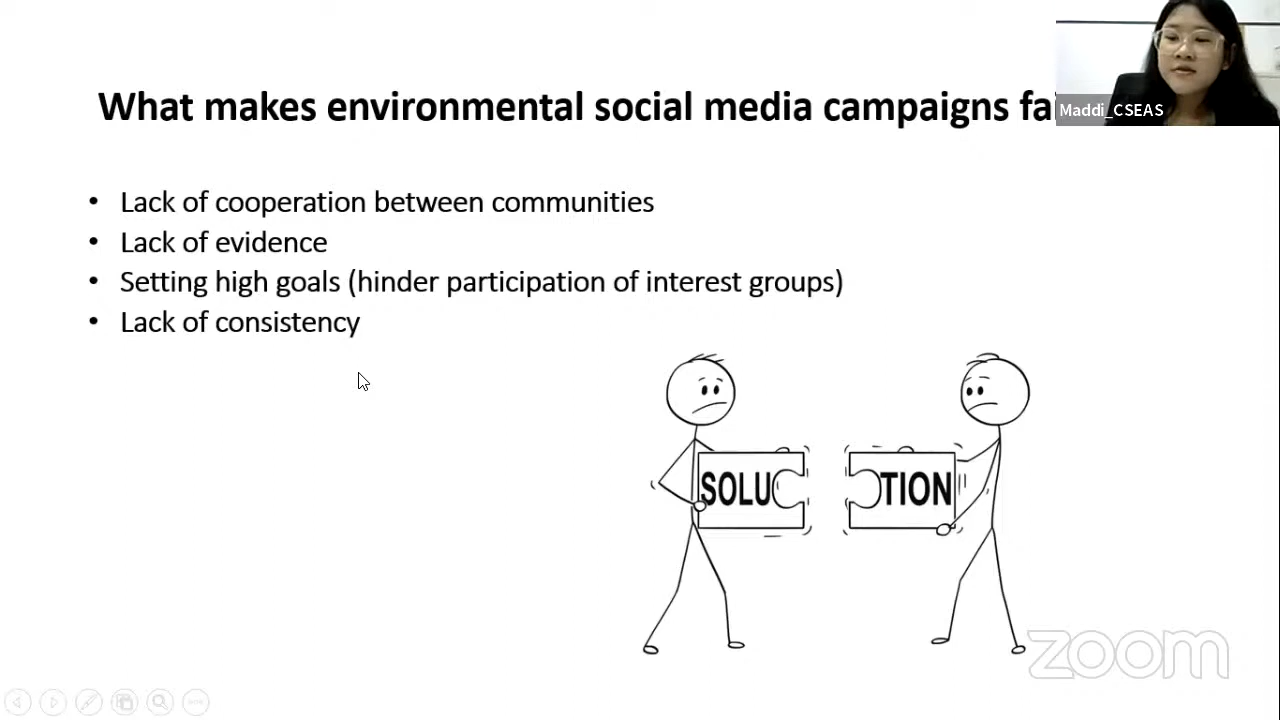 What makes environmental social media campaigns fa
Maddi_CSEAS
• Lack of cooperation between communities
• Lack of evidence
• Setting high goals (hinder participation of interest groups)
• Lack of consistency
SOLU TION
zoom